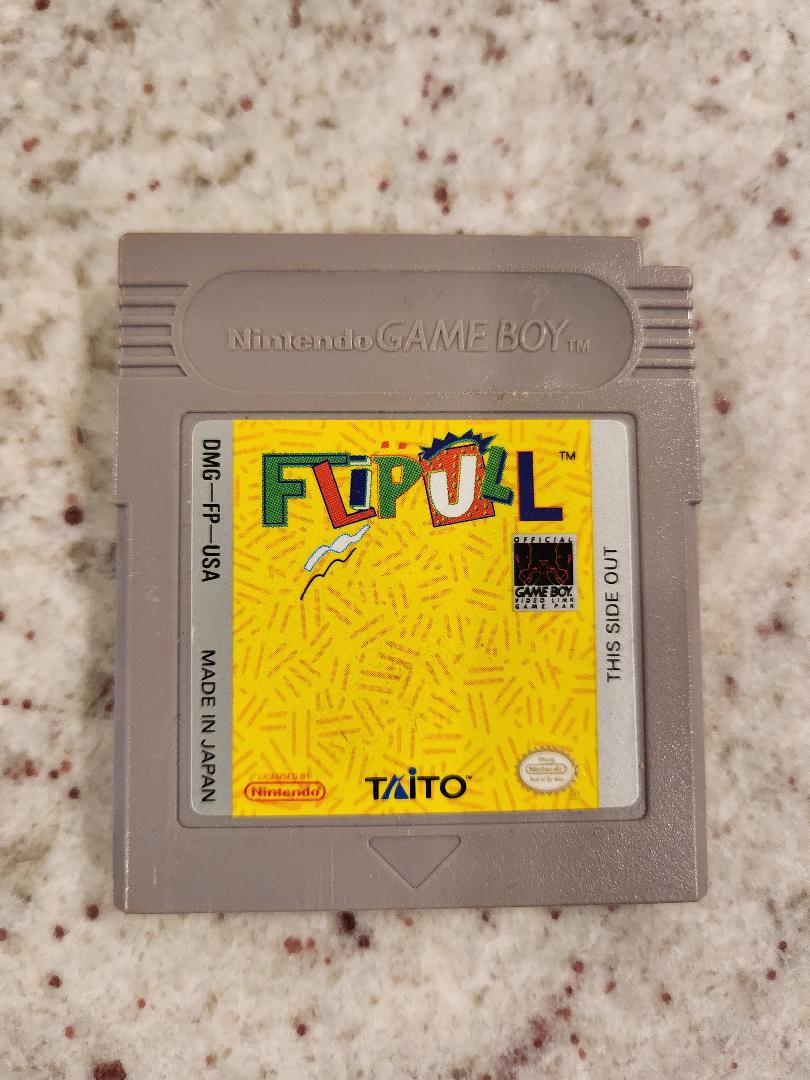 Nintendo GAME BOY TM
DMG-FP-USA
MADE IN JAPAN
FLIPULL TM
OFFICIAL
GAME BOY
VIDEO LINK
GAME PAK
THIS SIDE OUT
LICENSED BY
Nintendo
TAITO
Nintendo